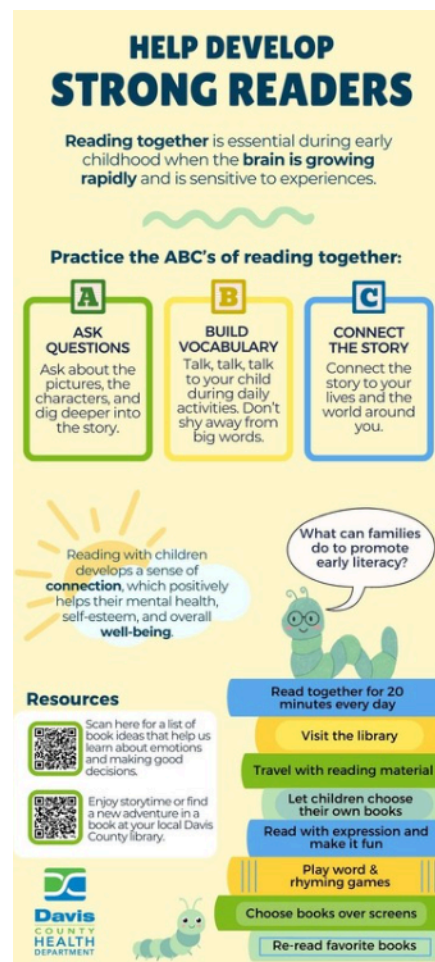 HELP DEVELOP
STRONG READERS
Reading together is essential during early
childhood when the brain is growing
rapidly and is sensitive to experiences.
Practice the ABC's of reading together:
A
ASK
QUESTIONS
Ask about the
pictures, the
characters, and
dig deeper into
the story.
B
BUILD
VOCABULARY
Talk, talk, talk
to your child
during daily
activities. Don't
shy away from
big words.
C
CONNECT
THE STORY
Connect the
story to your
lives and the
world around
you.
Reading with children
develops a sense of
connection, which positively
helps their mental health,
self-esteem, and overall
well-being.
What can families
do to promote
early literacy?
Read together for 20
minutes every day
Visit the library
Travel with reading material
Let children choose
their own books
Read with expression and
make it fun
Play word &
rhyming games
Choose books over screens
Re-read favorite books
Resources
Scan here for a list of
book ideas that help us
learn about emotions
and making good
decisions.
Enjoy storytime or find
a new adventure in a
book at your local Davis
County library.
Davis
COUNTY
HEALTH
DEPARTMENT